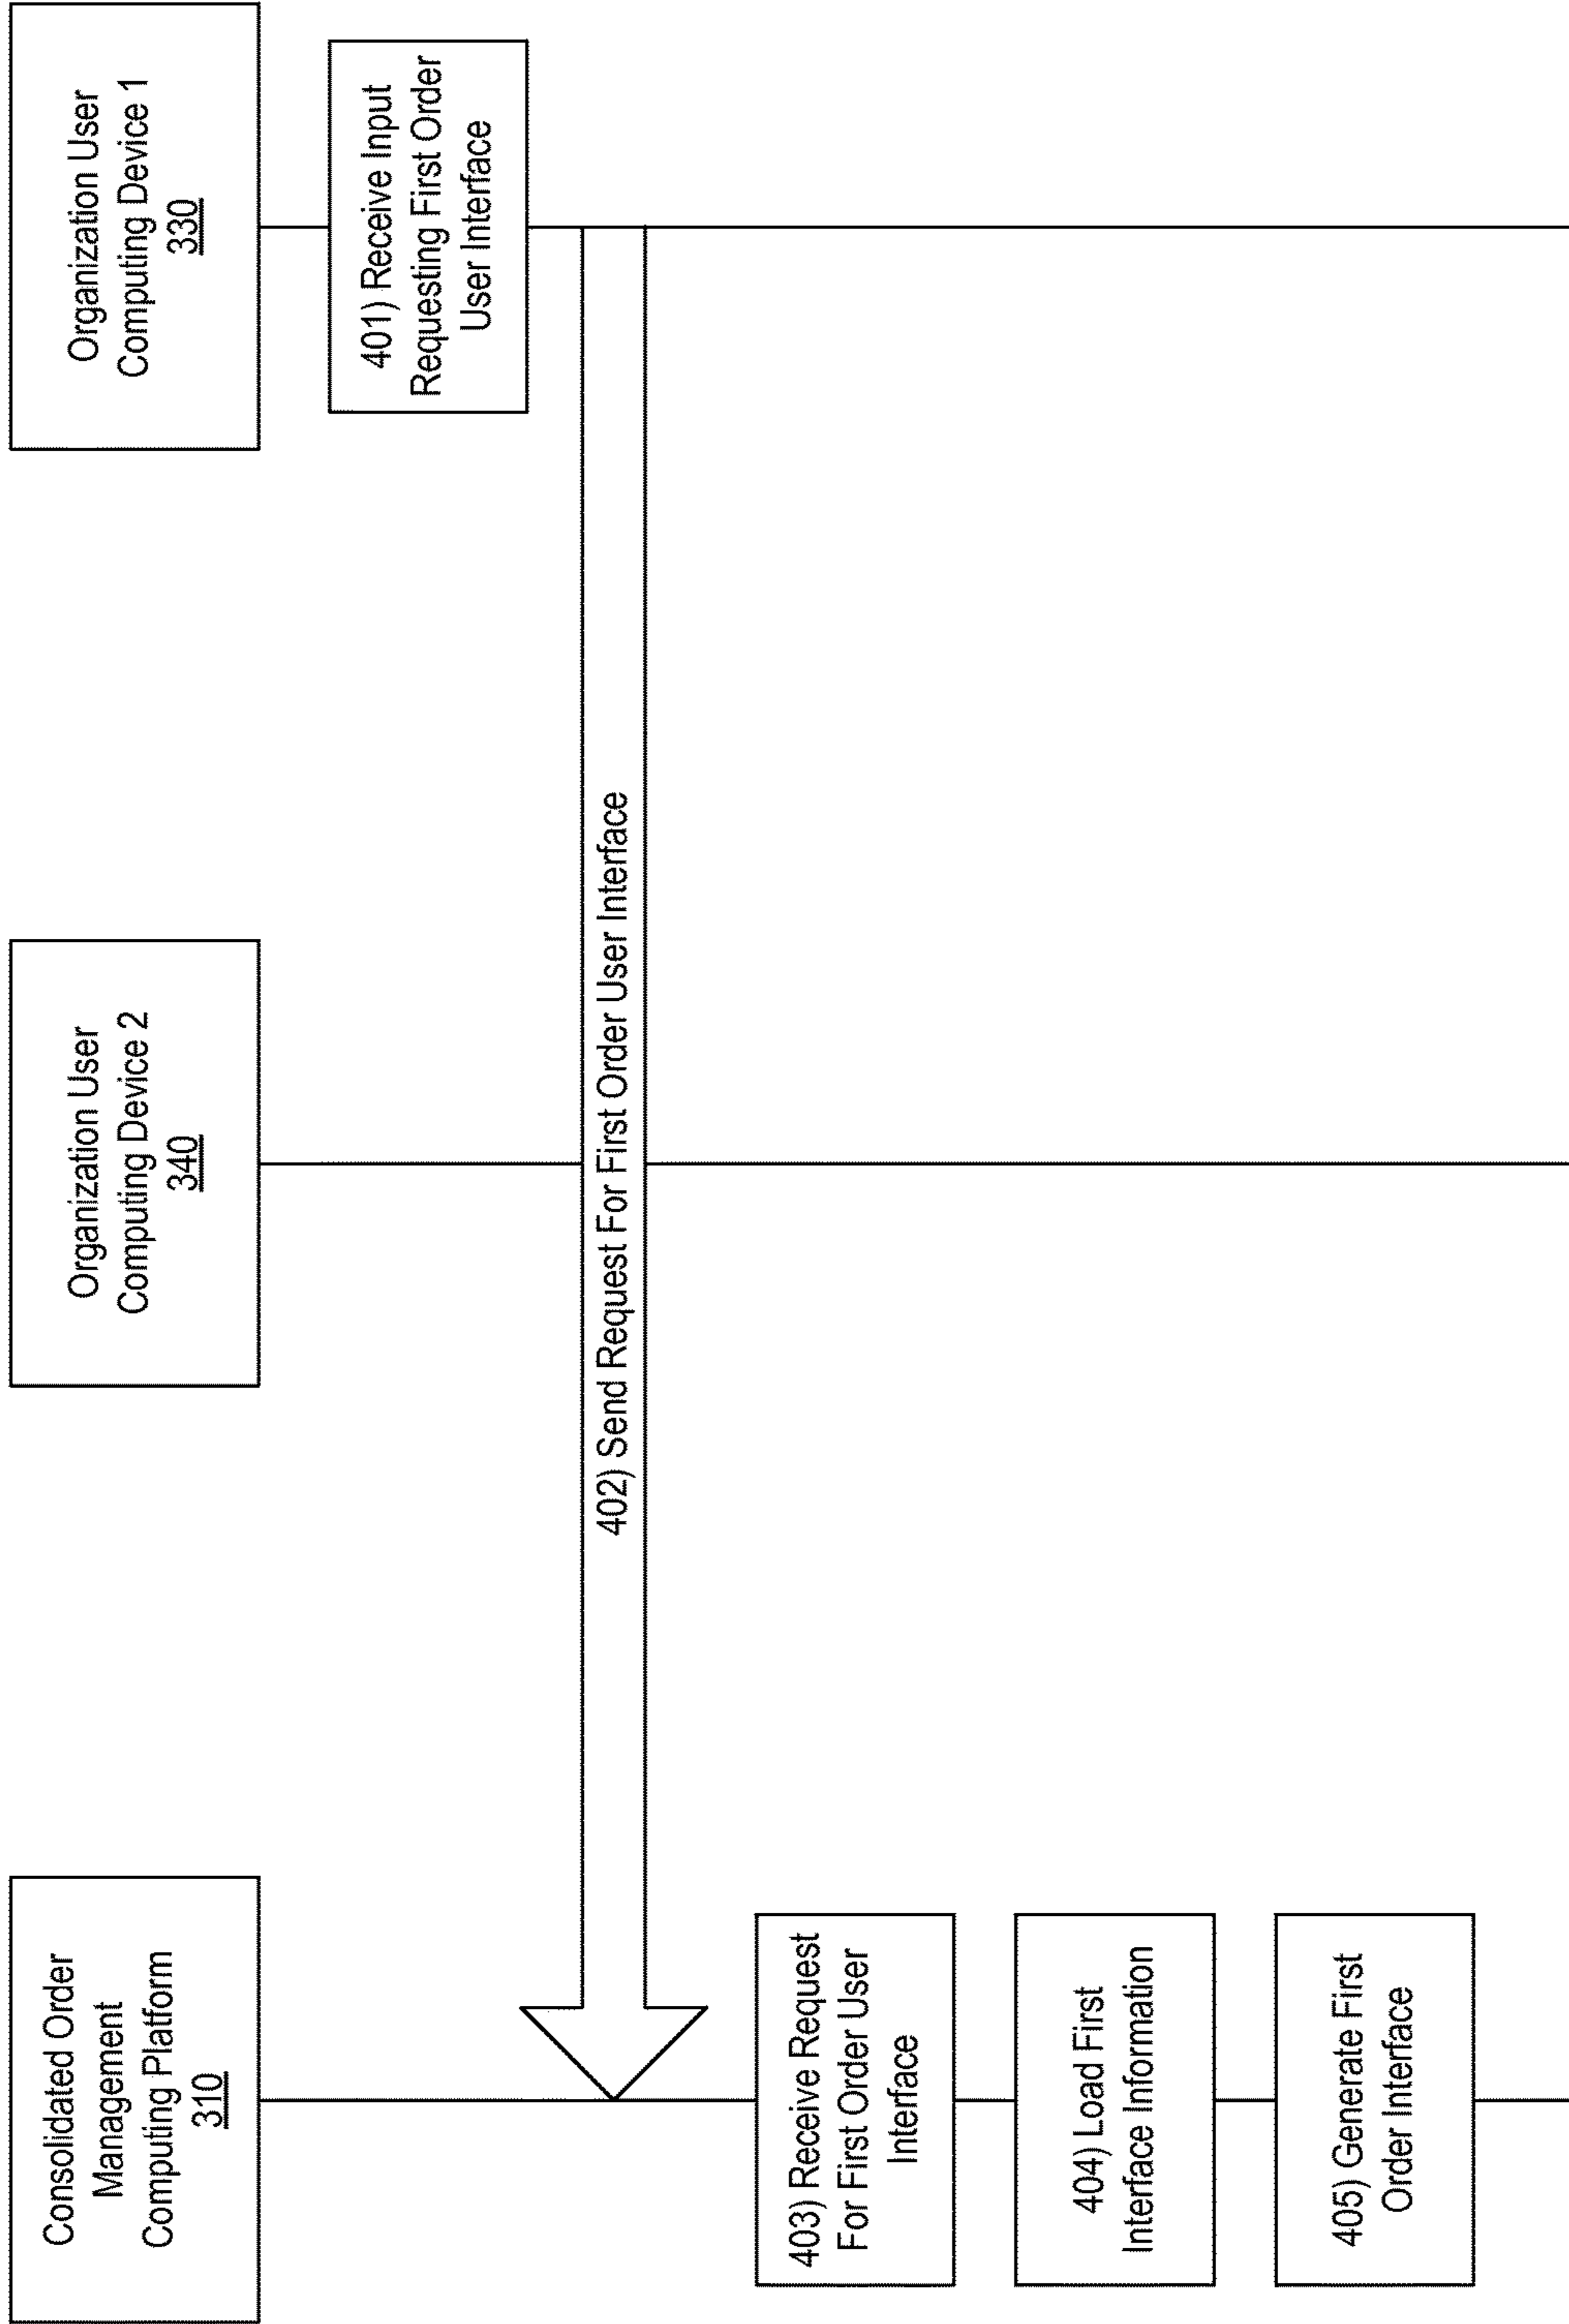 Consolidated Order
Management
Computing Platform
310
Organization User
Computing Device 2
340
Organization User
Computing Device 1
330
401) Receive Input
Requesting First Order
User Interface
402) Send Request For First Order User Interface
403) Receive Request
For First Order User
Interface
404) Load First
Interface Information
405) Generate First
Order Interface